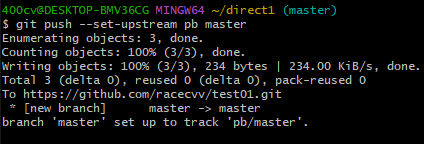 400cv@DESKTOP-BMV36CG MINGW64 ~/direct1 (master)
$ git push --set-upstream pb master
Enumerating objects: 3, done.
Counting objects: 100% (3/3), done.
Writing objects: 100% (3/3), 234 bytes | 234.00 KiB/s, done.
Total 3 (delta 0), reused 0 (delta 0), pack-reused 0
To https://github.com/racecvv/test01.git
 * [new branch]      master -> master
branch 'master' set up to track 'pb/master'.